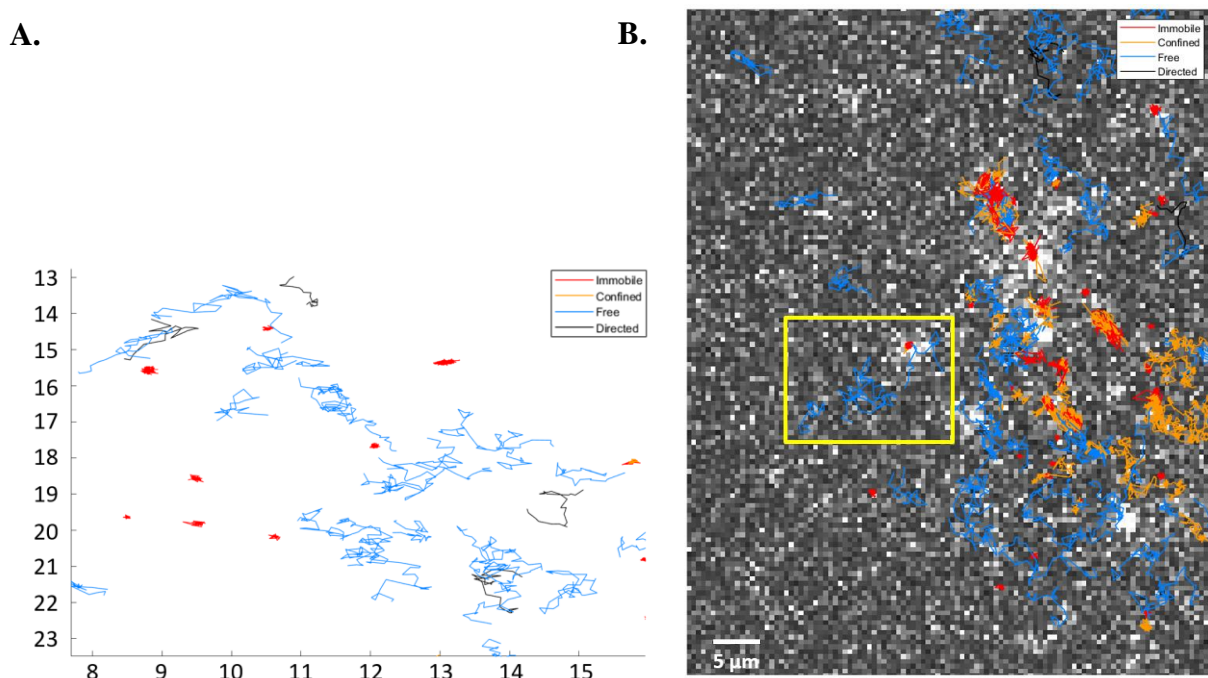 A.
B.
Immobile
Confined
Free
Directed
13
14
15
16
17
18
19
20
21
22
23
8
9
10
11
12
13
14
15
Immobile
Confined
Free
Directed
5 µm